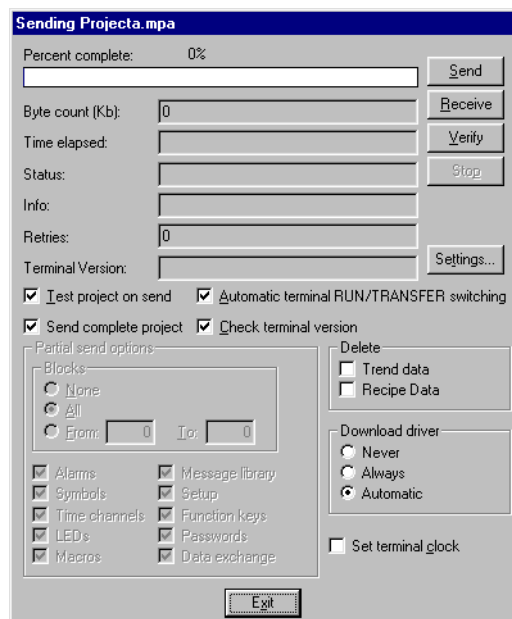 Sending Projecta.mpa
Percent complete: 0%
Send
Byte count (Kb): 0
Receive
Time elapsed:
Verify
Status:
Stop
Info:
Retries: 0
Terminal Version:
Settings...
Test project on send
Automatic terminal RUN/TRANSFER switching
Send complete project
Check terminal version
Partial send options
Blocks
None
All
From: 0 To: 0
Alarms
Message library
Symbols
Setup
Time channels
Function keys
LEDs
Passwords
Macros
Data exchange
Delete
Trend data
Recipe Data
Download driver
Never
Always
Automatic
Set terminal clock
Exit